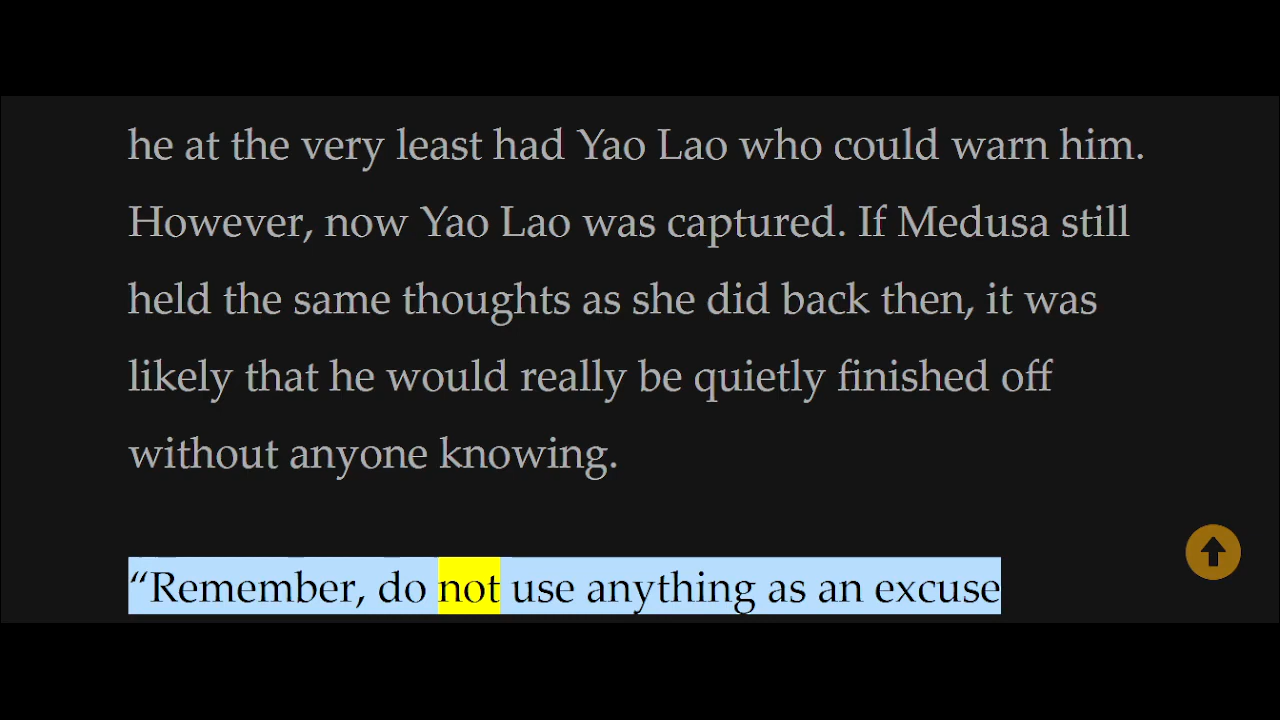 he at the very least had Yao Lao who could warn him.
However, now Yao Lao was captured. If Medusa still
held the same thoughts as she did back then, it was
likely that he would really be quietly finished off
without anyone knowing.
“Remember, do not use anything as an excuse